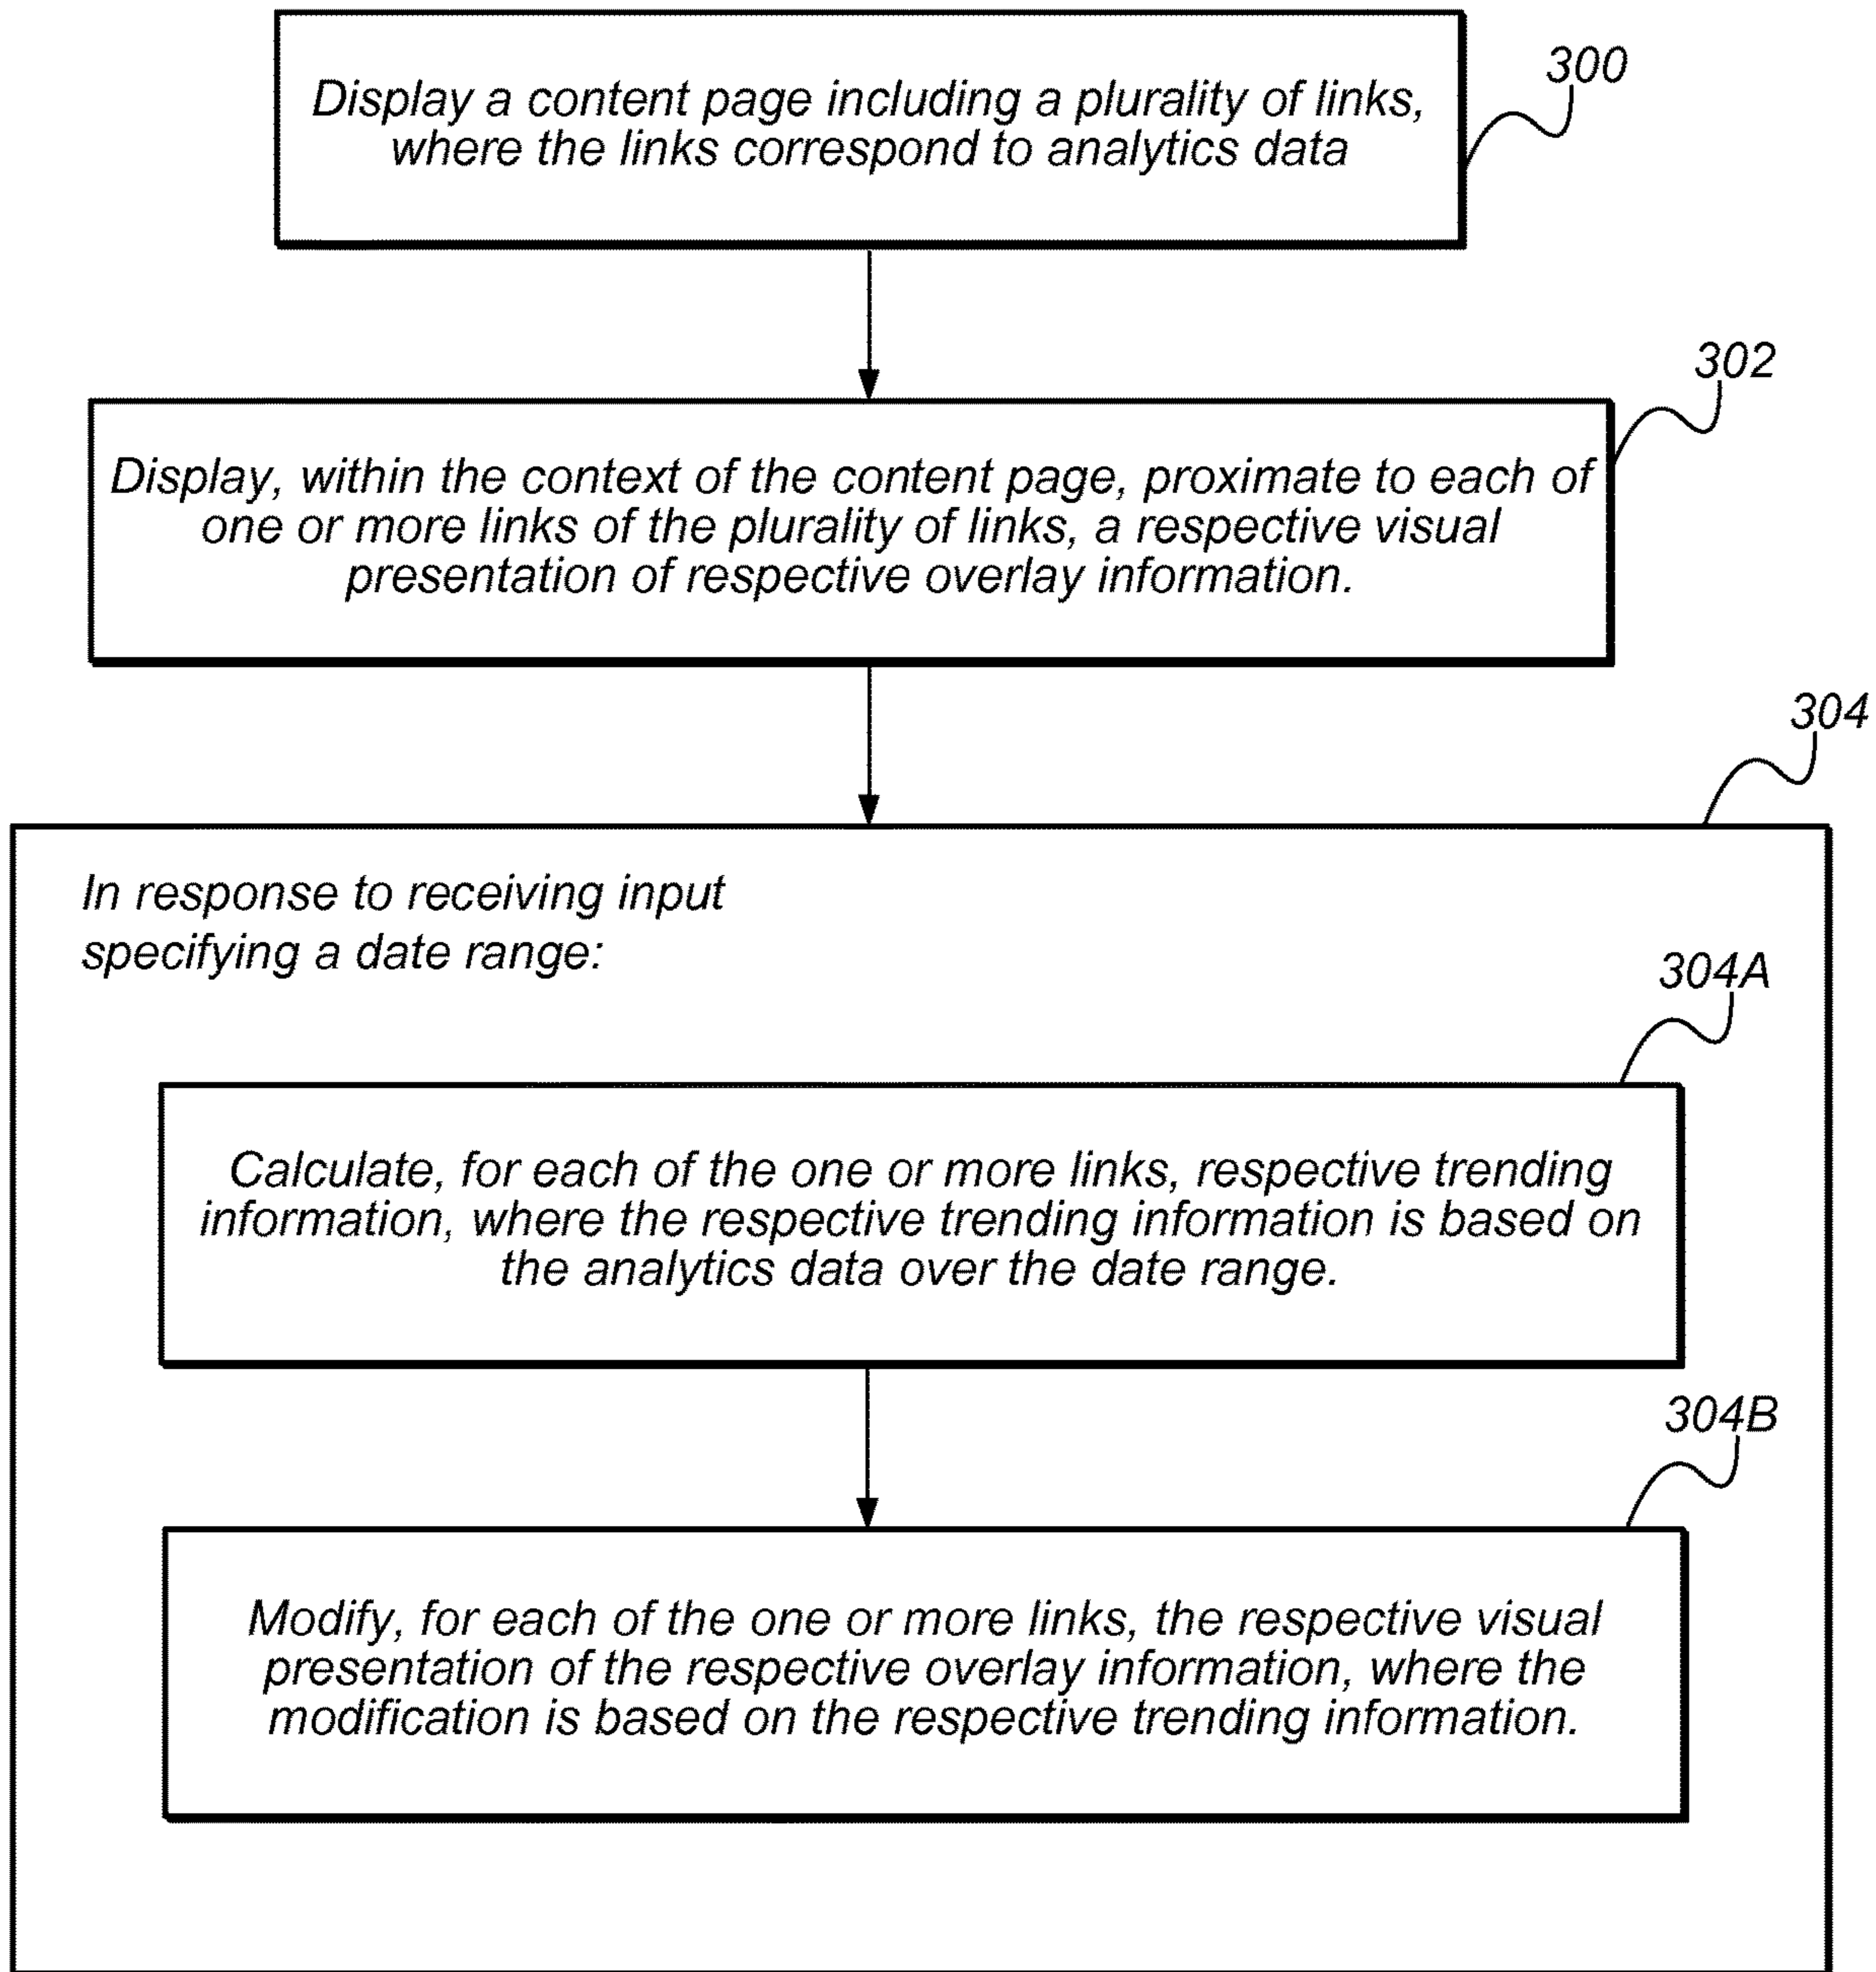 Display a content page including a plurality of links,
where the links correspond to analytics data
300
Display, within the context of the content page, proximate to each of
one or more links of the plurality of links, a respective visual
presentation of respective overlay information.
302
304
In response to receiving input
specifying a date range:
304A
Calculate, for each of the one or more links, respective trending
information, where the respective trending information is based on
the analytics data over the date range.
304B
Modify, for each of the one or more links, the respective visual
presentation of the respective overlay information, where the
modification is based on the respective trending information.